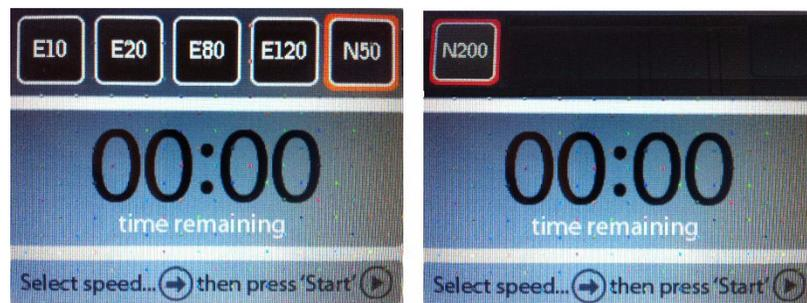 E10 E20 E80 E120 N50
00:00
time remaining
Select speed... then press 'Start'
N200
00:00
time remaining
Select speed... then press 'Start'